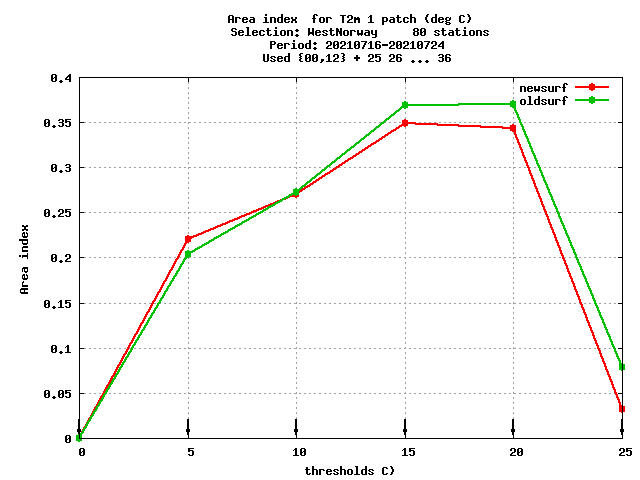 Area index  for T2m 1 patch (deg C)
Selection: WestNorway     80 stations
Period: 20210716-20210724
Used {00,12} + 25 26 ... 36
newsurf
oldsurf
0.4
0.35
0.3
0.25
0.2
0.15
0.1
0.05
0
Area index
0 5 10 15 20 25
thresholds C)